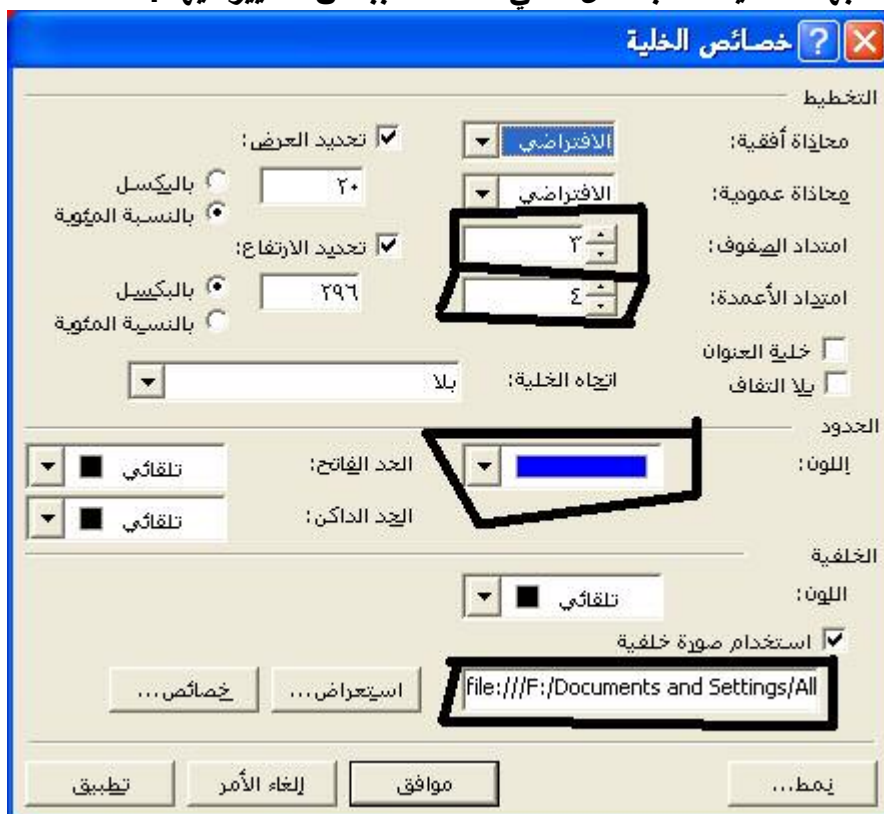 خصائص الخلية
التخطيط
محاذاة أفقية: الافتراضي تحديد العرض:
محاذاة عمودية: الافتراضي ٢٠ بالبكسل
بالنسبة المئوية
امتداد الصفوف: ٣ تحديد الارتفاع:
امتداد الأعمدة: ٤ ٢٩٦ بالبكسل
بالنسبة المئوية
خلية العنوان
بلا التفاف اتجاه الخلية: بلا
الحدود
اللون: الحد الفاتح: تلقائي
الحد الداكن: تلقائي
الخلفية
اللون: تلقائي
استخدام صورة خلفية
file:///F:/Documents and Settings/All استعراض... خصائص...
نمط... موافق إلغاء الأمر تطبيق